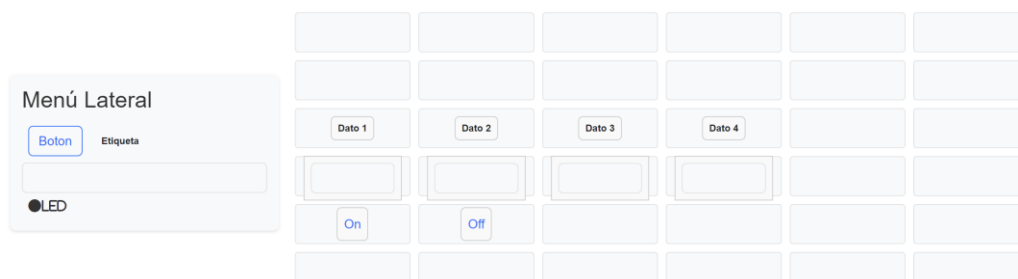 Menú Lateral
Boton Etiqueta
LED
Dato 1 Dato 2 Dato 3 Dato 4
On Off